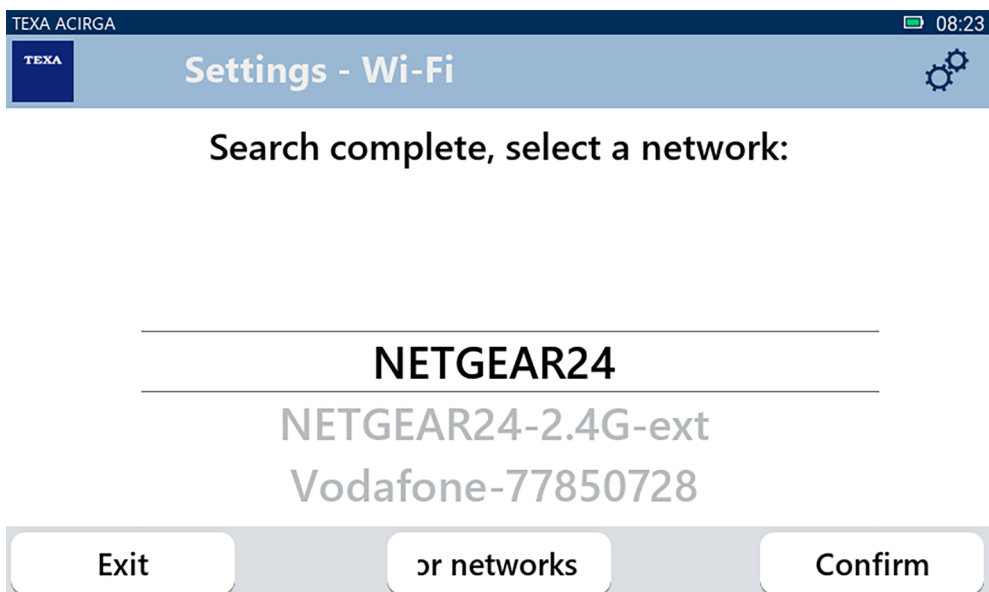 TEXA ACIRGA 08:23
TEXA Settings - Wi-Fi
Search complete, select a network:
NETGEAR24
NETGEAR24-2.4G-ext
Vodafone-77850728
Exit or networks Confirm